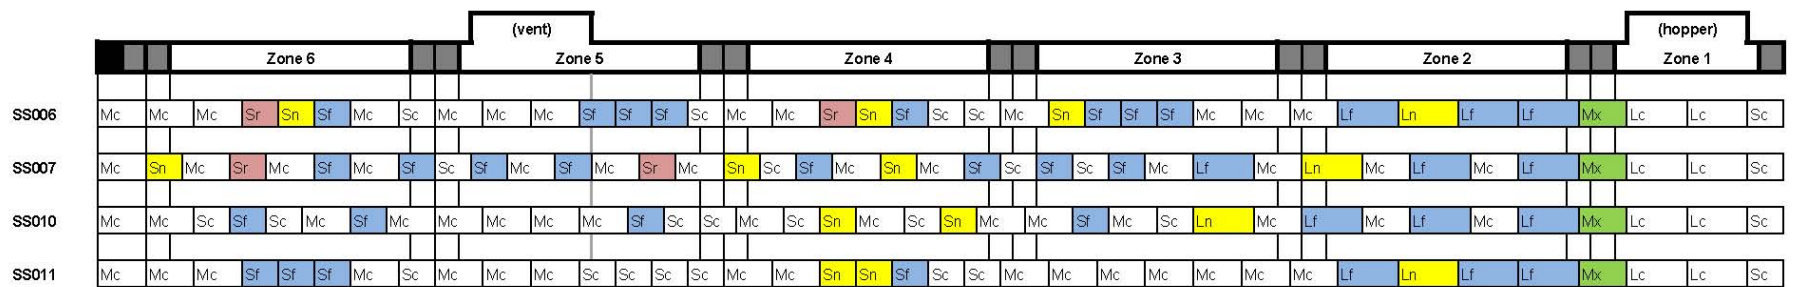 (vent) (hopper)
Zone 6 Zone 5 Zone 4 Zone 3 Zone 2 Zone 1
SS006 Mc Mc Mc Sr Sn Sf Mc Sc Mc Mc Mc Sf Sf Sf Sc Mc Mc Sr Sn Sf Sc Sc Mc Sn Sf Sf Sf Mc Mc Mc Lf Ln Lf Lf Mx Lc Lc Sc
SS007 Mc Sn Mc Sr Mc Sf Mc Sf Sc Sf Mc Sf Mc Sr Mc Sn Sc Sf Mc Sn Mc Sf Sc Sf Sc Sf Mc Lf Mc Ln Mc Lf Mc Lf Mx Lc Lc Sc
SS010 Mc Mc Sc Sf Sc Mc Sf Mc Mc Mc Mc Mc Sf Sc Sc Mc Sc Sn Mc Sc Sn Mc Mc Sf Mc Sc Ln Mc Lf Mc Lf Mc Lf Mx Lc Lc Sc
SS011 Mc Mc Mc Sf Sf Sf Mc Sc Mc Mc Mc Sc Sc Sc Sc Mc Mc Sn Sn Sf Sc Sc Mc Mc Mc Mc Mc Mc Mc Lf Ln Lf Lf Mx Lc Lc Sc